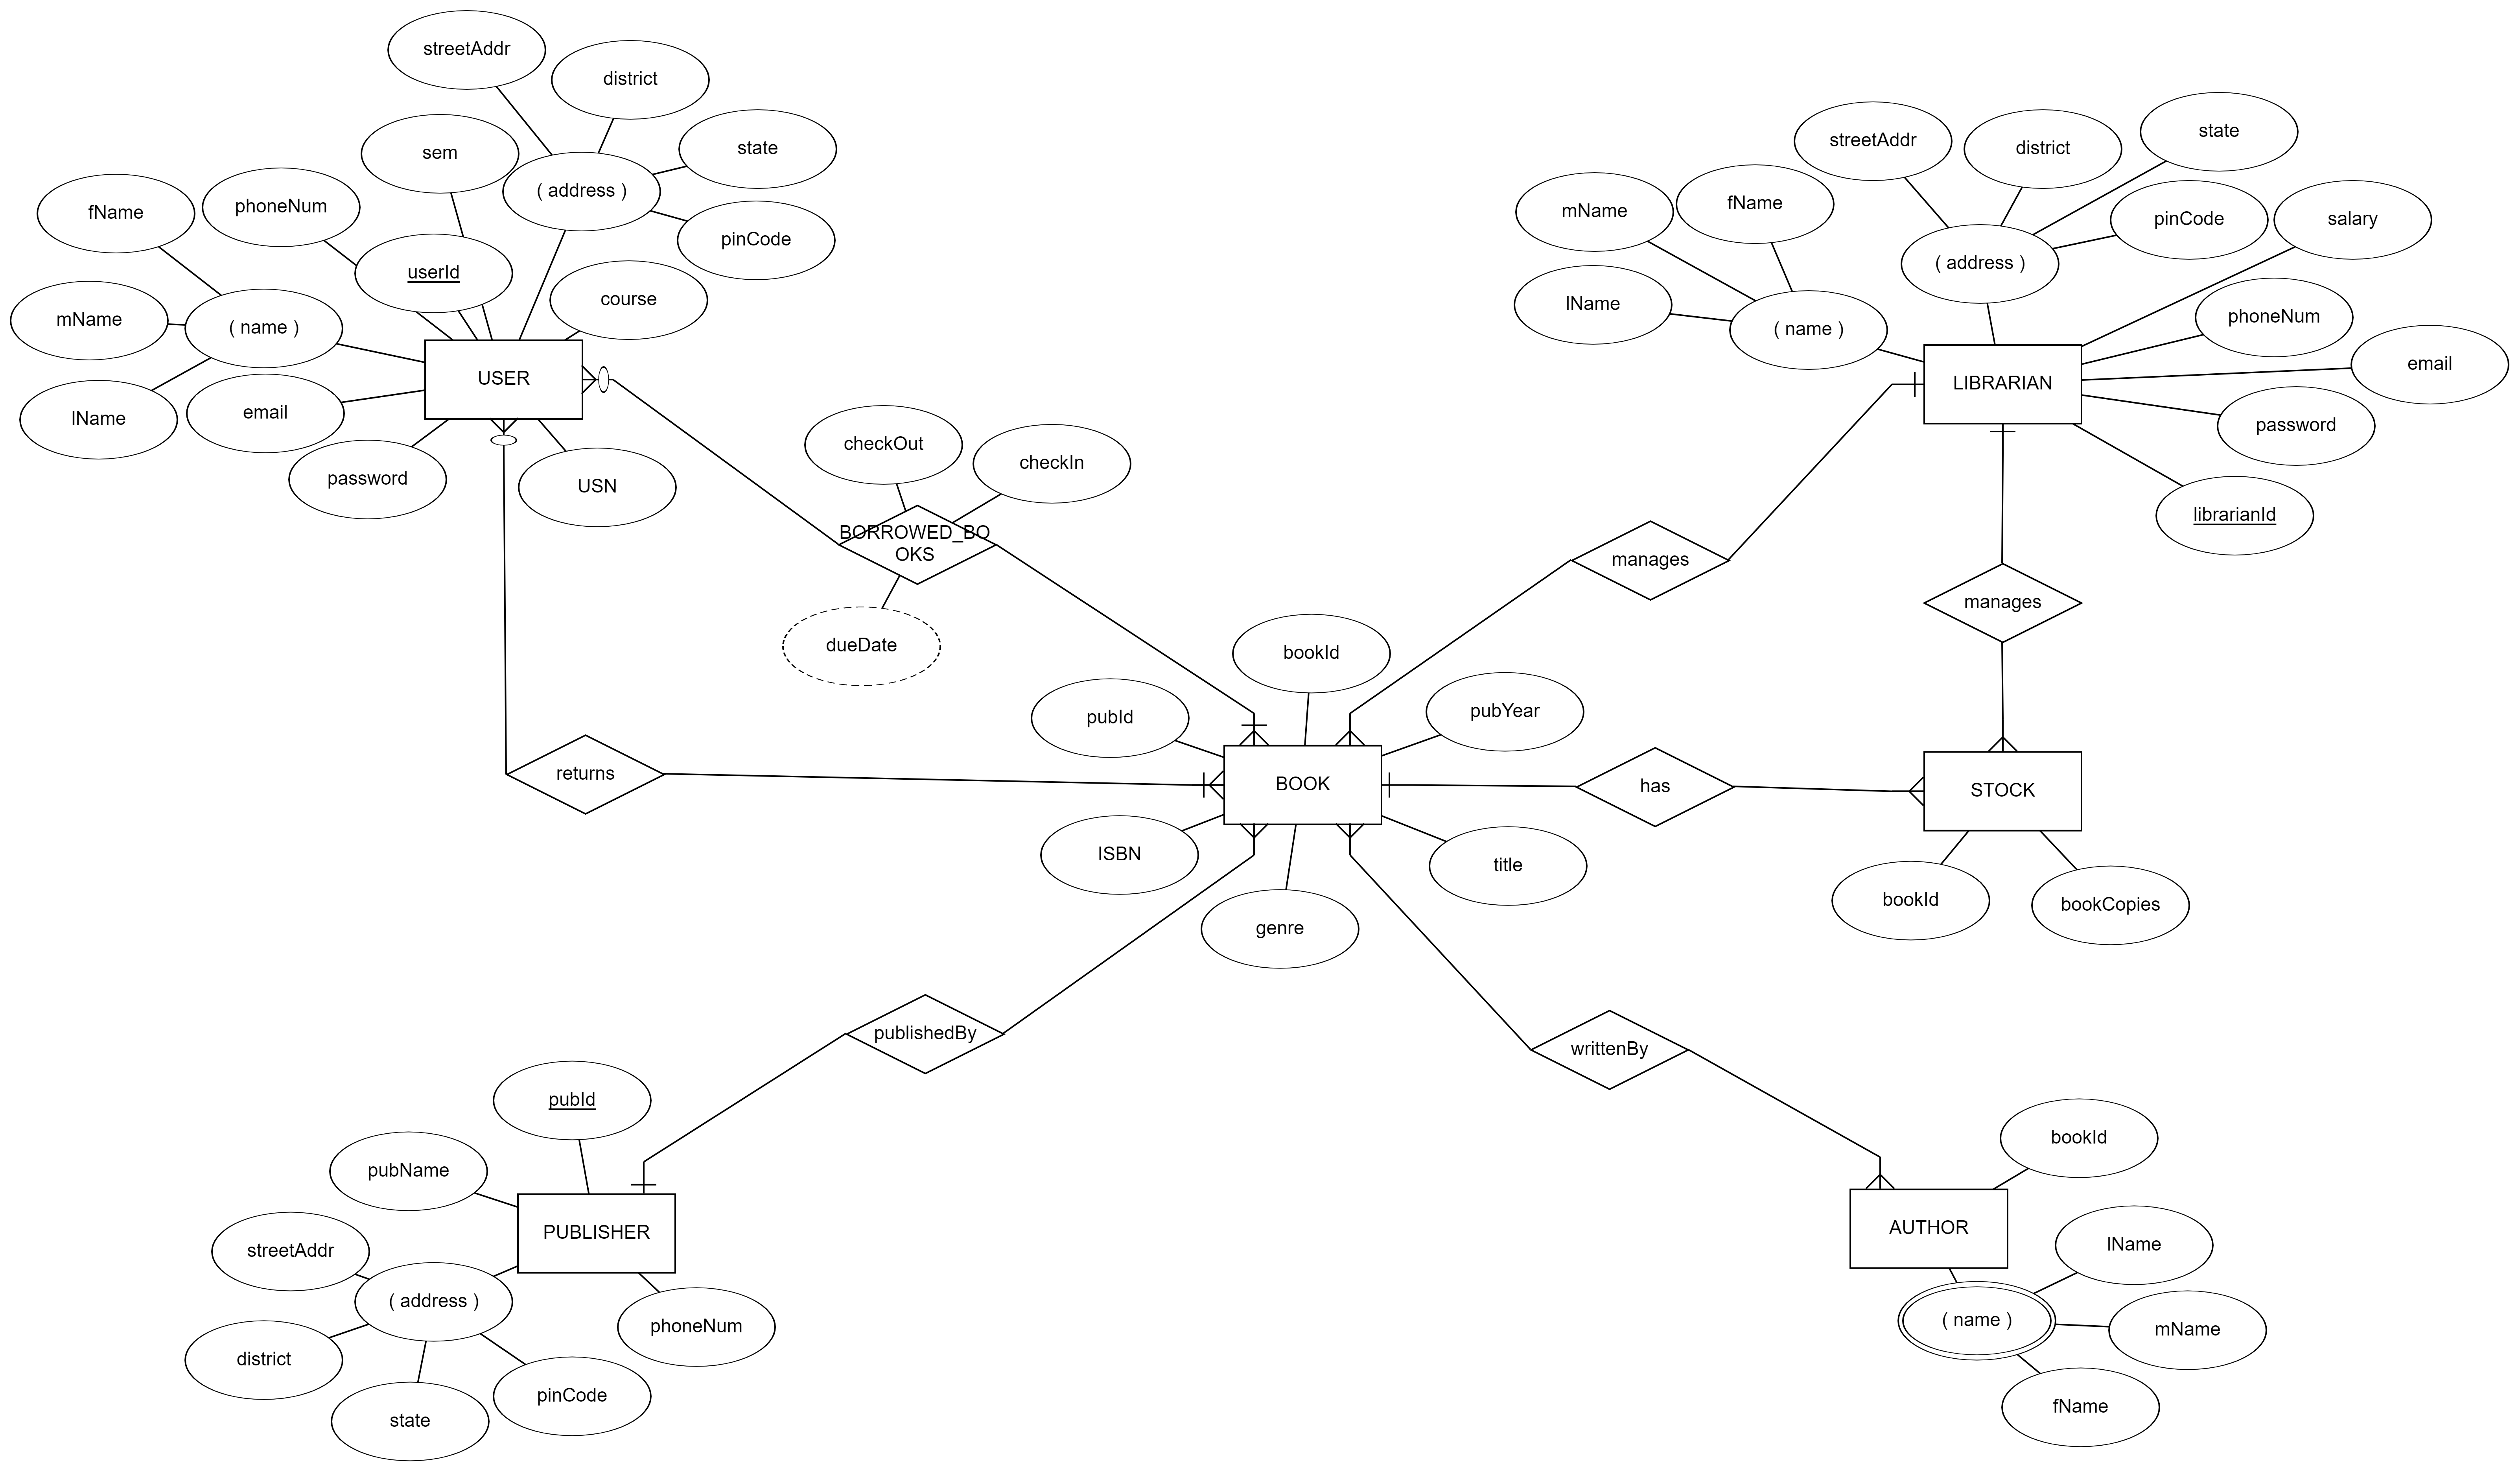 streetAddr
district
sem
state
( address )
fName
phoneNum
pinCode
userId
course
mName
( name )
USER
lName
email
password
USN
checkOut
checkIn
BORROWED_BO
OKS
dueDate
returns
streetAddr
district
state
mName
fName
pinCode
salary
( address )
lName
( name )
phoneNum
LIBRARIAN
email
password
librarianId
manages
manages
bookId
pubId
pubYear
BOOK
has
STOCK
ISBN
title
genre
bookId
bookCopies
publishedBy
writtenBy
pubId
pubName
PUBLISHER
streetAddr
( address )
phoneNum
district
pinCode
state
bookId
AUTHOR
lName
( name )
mName
fName